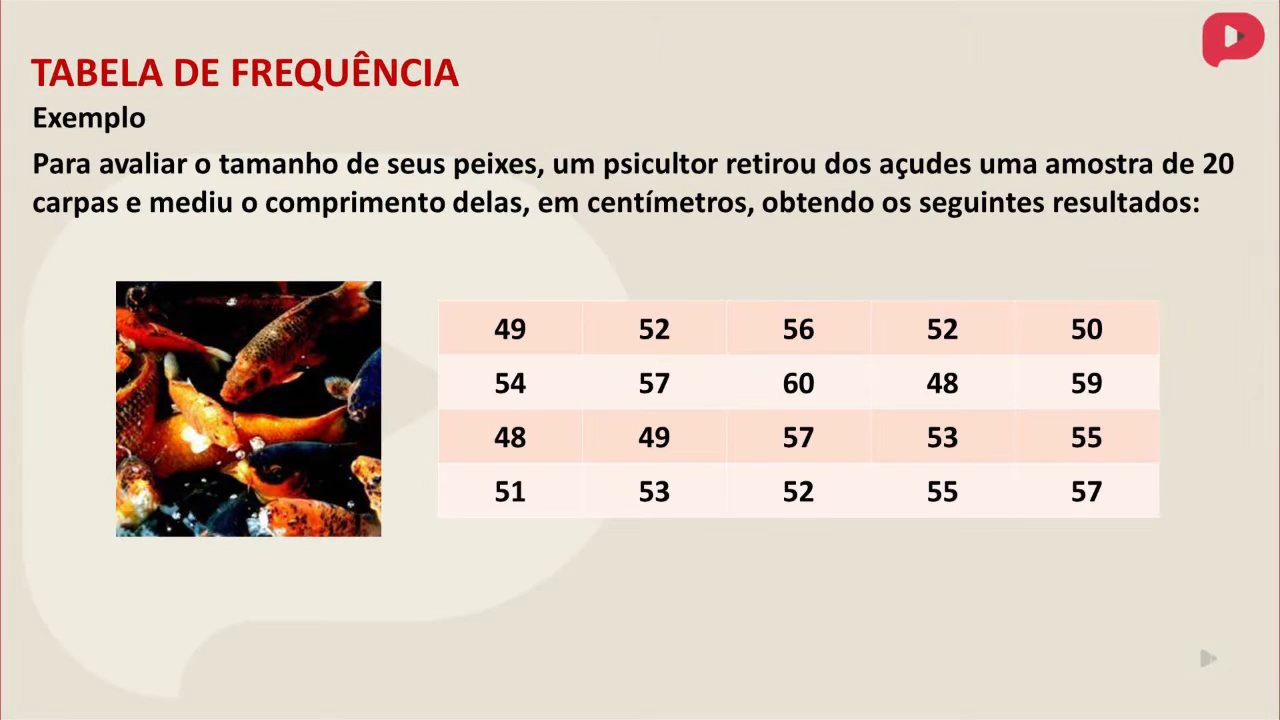 TABELA DE FREQUÊNCIA
Exemplo
Para avaliar o tamanho de seus peixes, um psicultor retirou dos açudes uma amostra de 20
carpas e mediu o comprimento delas, em centímetros, obtendo os seguintes resultados:
49 52 56 52 50
54 57 60 48 59
48 49 57 53 55
51 53 52 55 57